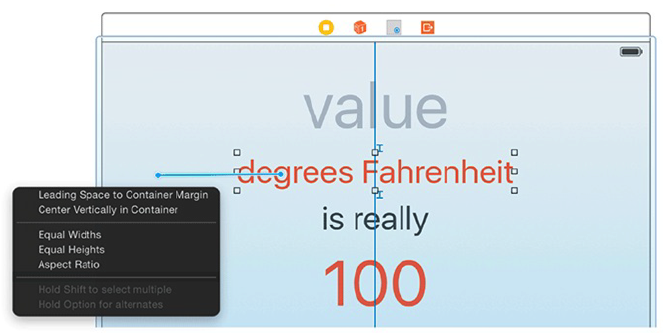 value
degrees Fahrenheit
is really
100
Leading Space to Container Margin
Center Vertically in Container
Equal Widths
Equal Heights
Aspect Ratio
Hold Shift to select multiple
Hold Option for alternates